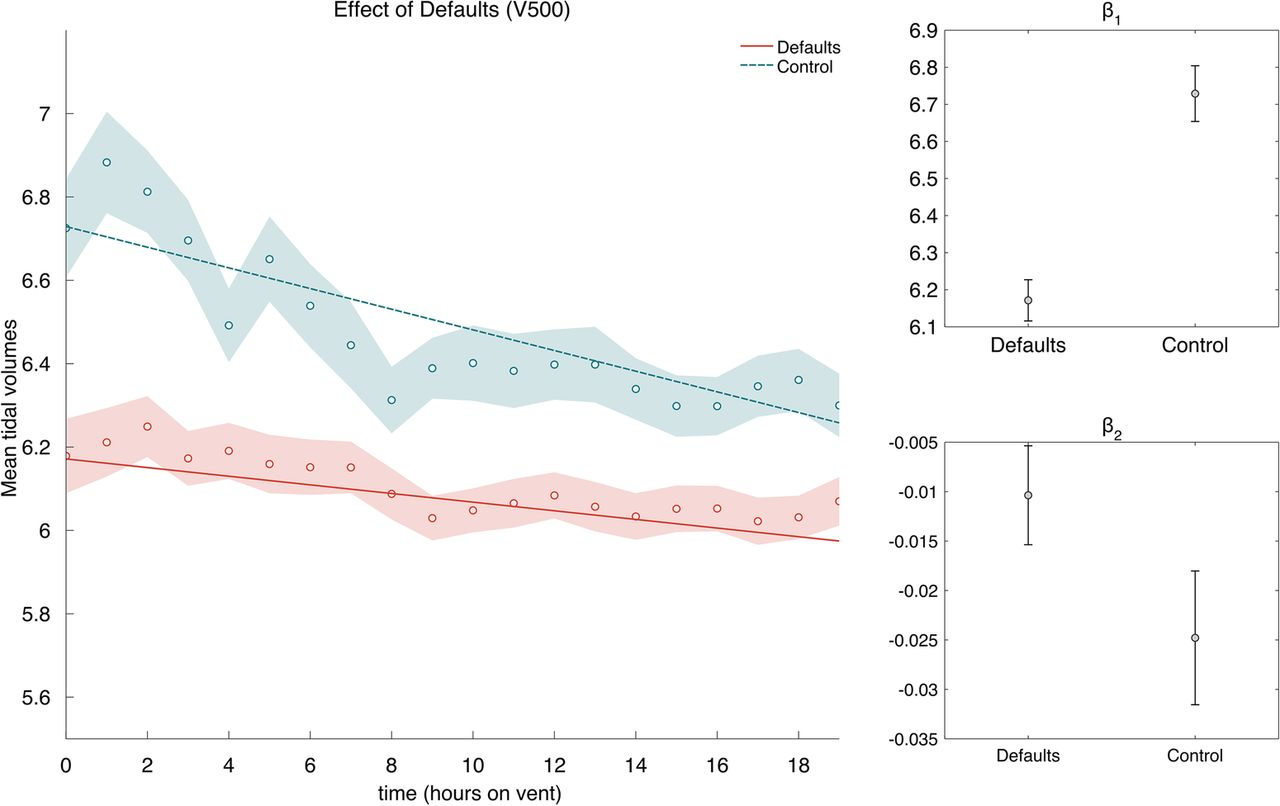 Effect of Defaults (V500)
Defaults
Control
Mean tidal volumes
7
6.8
6.6
6.4
6.2
6
5.8
5.6
0 2 4 6 8 10 12 14 16 18
time (hours on vent)
β1
6.9
6.8
6.7
6.6
6.5
6.4
6.3
6.2
6.1
Defaults Control
β2
-0.005
-0.01
-0.015
-0.02
-0.025
-0.03
-0.035
Defaults Control